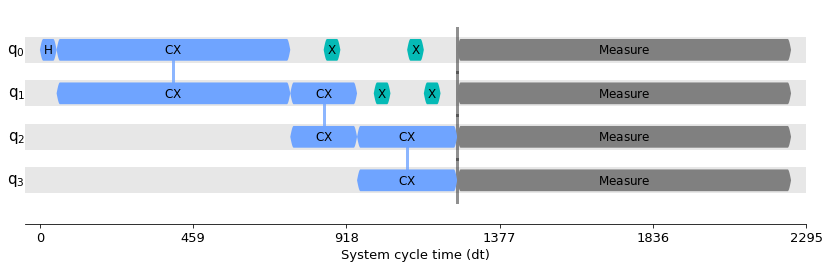 q0 H CX X X Measure
q1 CX CX X X Measure
q2 CX CX Measure
q3 CX Measure
0 459 918 1377 1836 2295
System cycle time (dt)